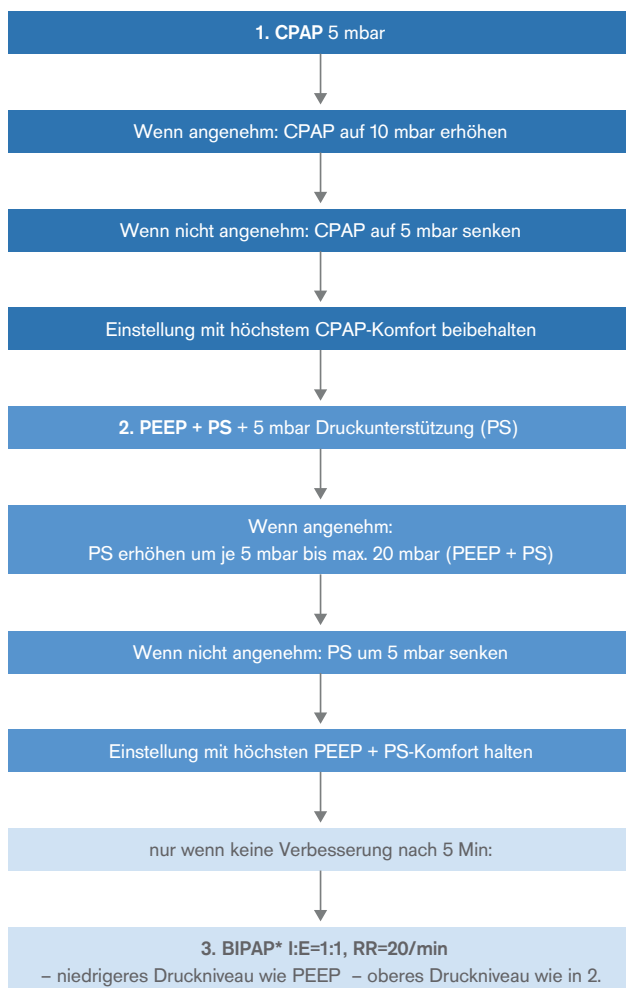 1. CPAP 5 mbar
Wenn angenehm: CPAP auf 10 mbar erhöhen
Wenn nicht angenehm: CPAP auf 5 mbar senken
Einstellung mit höchstem CPAP-Komfort beibehalten
2. PEEP + PS + 5 mbar Druckunterstützung (PS)
Wenn angenehm:
PS erhöhen um je 5 mbar bis max. 20 mbar (PEEP + PS)
Wenn nicht angenehm: PS um 5 mbar senken
Einstellung mit höchsten PEEP + PS-Komfort halten
nur wenn keine Verbesserung nach 5 Min:
3. BIPAP* I:E=1:1, RR=20/min
– niedrigeres Druckniveau wie PEEP – oberes Druckniveau wie in 2.